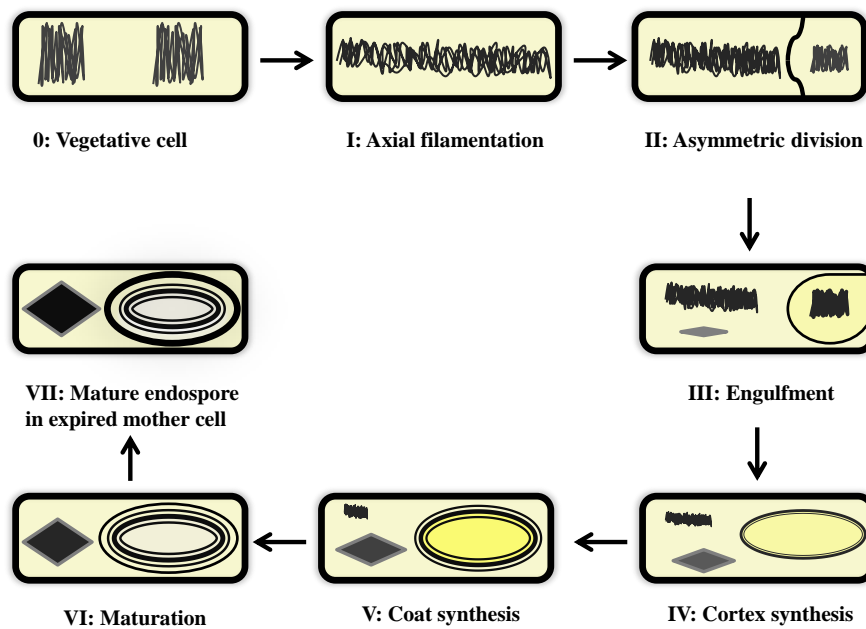 0: Vegetative cell
I: Axial filamentation
II: Asymmetric division
III: Engulfment
IV: Cortex synthesis
V: Coat synthesis
VI: Maturation
VII: Mature endospore
in expired mother cell